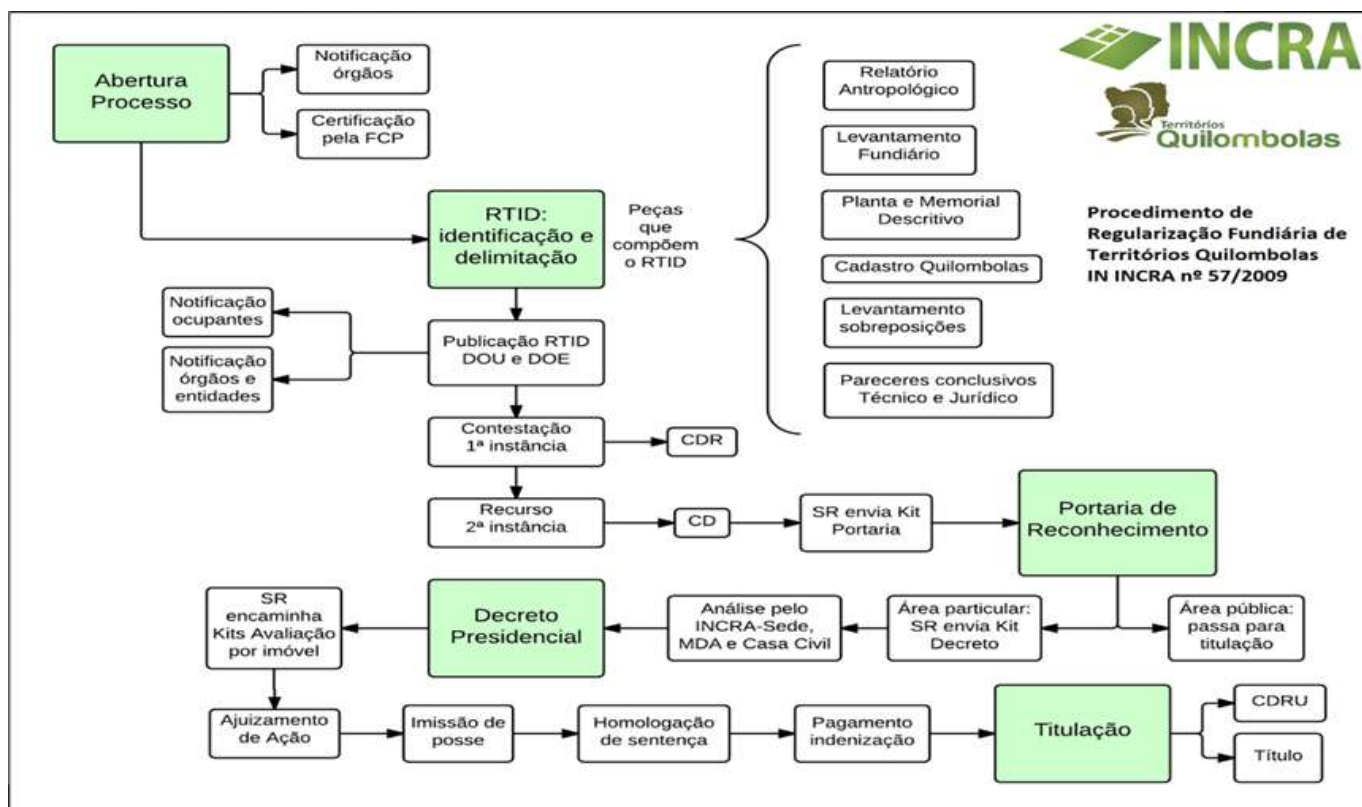 INCRA
Territórios
Quilombolas
Procedimento de
Regularização Fundiária de
Territórios Quilombolas
IN INCRA nº 57/2009
Abertura
Processo
Notificação
órgãos
Certificação
pela FCP
RTID:
identificação e
delimitação
Peças
que
compõem
o RTID
Relatório
Antropológico
Levantamento
Fundiário
Planta e Memorial
Descritivo
Cadastro Quilombolas
Levantamento
sobreposições
Pareceres conclusivos
Técnico e Jurídico
Publicação RTID
DOU e DOE
Notificação
ocupantes
Notificação
órgãos e
entidades
Contestação
1ª instância
CDR
Recurso
2ª instância
CD
SR envia Kit
Portaria
Portaria de
Reconhecimento
Área pública:
passa para
titulação
Área particular:
SR envia Kit
Decreto
Análise pelo
INCRA-Sede,
MDA e Casa Civil
Decreto
Presidencial
SR
encaminha
Kits Avaliação
por imóvel
Ajuizamento
de Ação
Imissão de
posse
Homologação
de sentença
Pagamento
indenização
Titulação
CDRU
Título